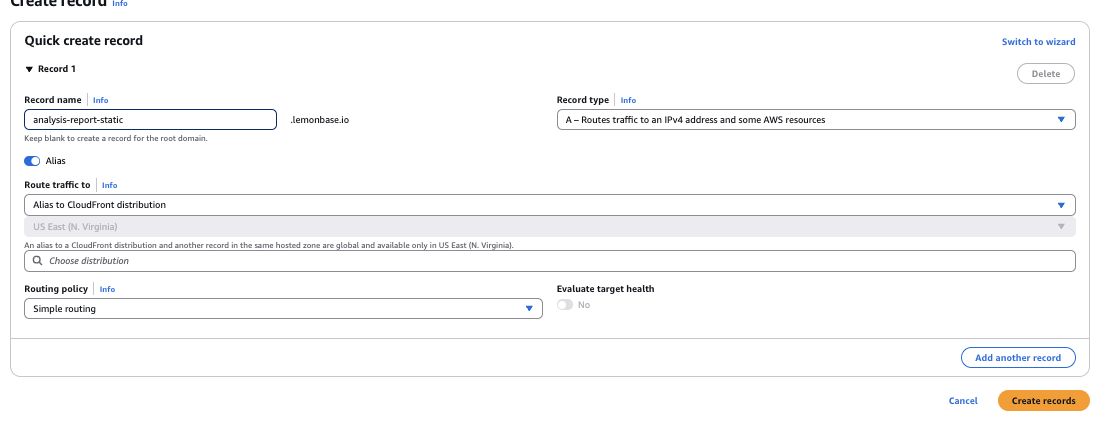 Create record Info
Quick create record
Switch to wizard
Record 1
Delete
Record name Info
Record type Info
analysis-report-static .lemonbase.io
A – Routes traffic to an IPv4 address and some AWS resources
Keep blank to create a record for the root domain.
Alias
Route traffic to Info
Alias to CloudFront distribution
US East (N. Virginia)
An alias to a CloudFront distribution and another record in the same hosted zone are global and available only in US East (N. Virginia).
Choose distribution
Routing policy Info
Evaluate target health
Simple routing
No
Add another record
Cancel
Create records